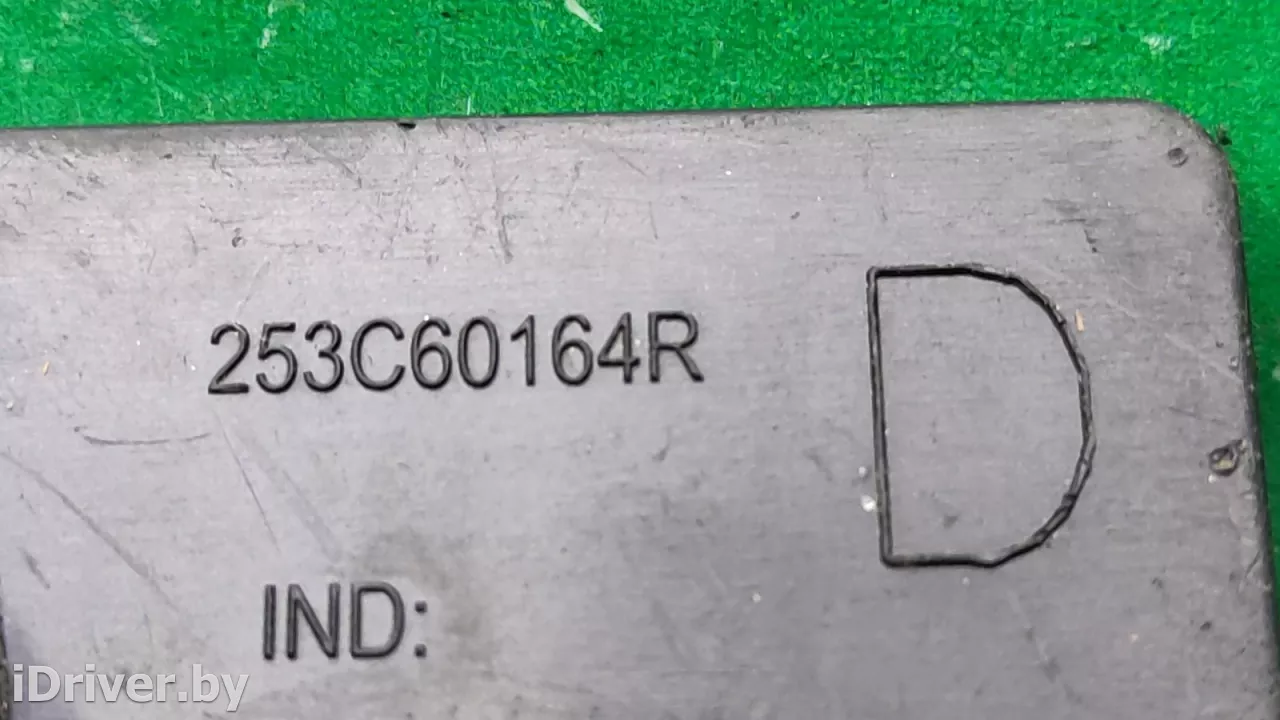 253C60164R
D
IND:
iDriver.by